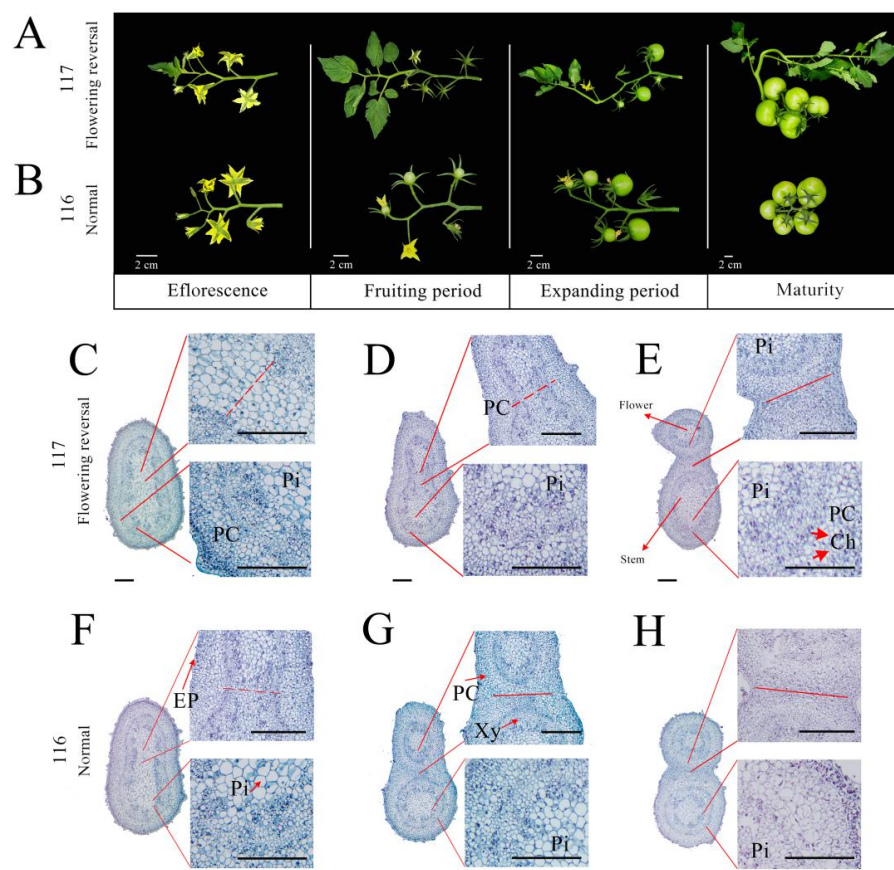 A
117
Flowering reversal
B
116
Normal
2 cm
2 cm
2 cm
2 cm
Eflorescence
Fruiting period
Expanding period
Maturity
C
D
E
117
Flowering reversal
Pi
PC
PC
Pi
Pi
Flower
Stem
Pi
PC
Ch
F
G
H
116
Normal
EP
Pi
PC
Xy
Pi
Pi